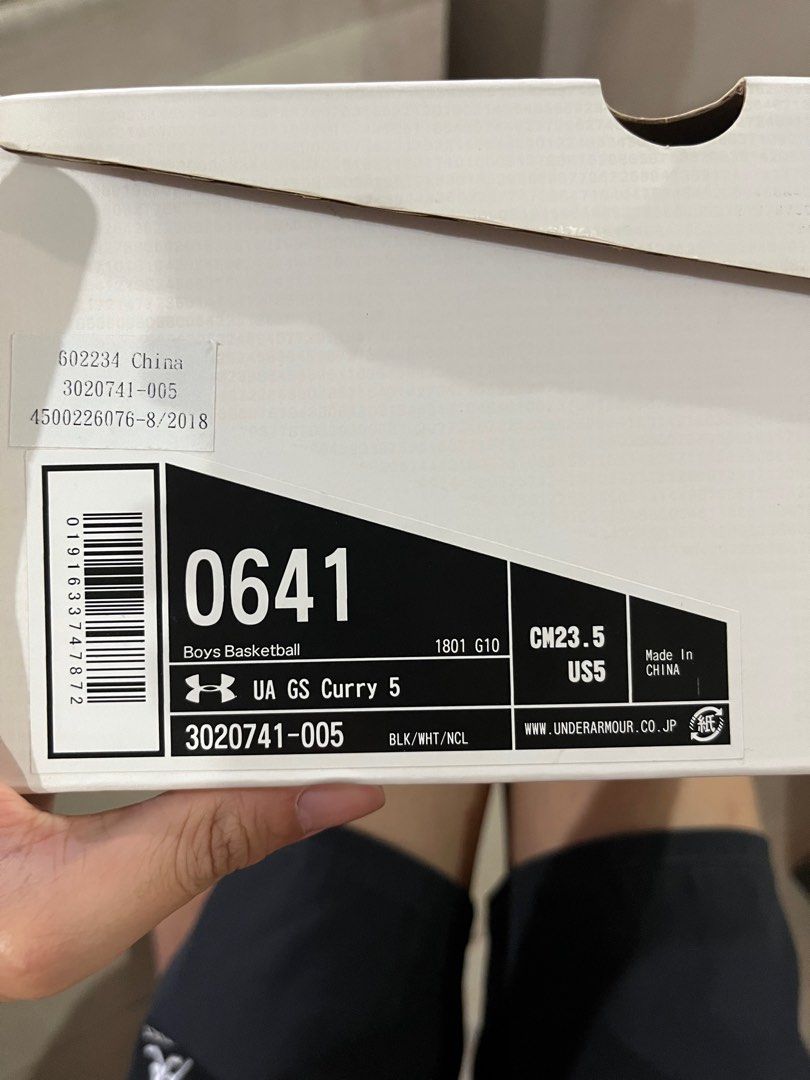 602234 China
3020741-005
4500226076-8/2018
0191633747872
0641
Boys Basketball 1801 G10
UA GS Curry 5
3020741-005 BLK/WHT/NCL
CM23.5
US5
Made In
CHINA
WWW.UNDERARMOUR.CO.JP 紙